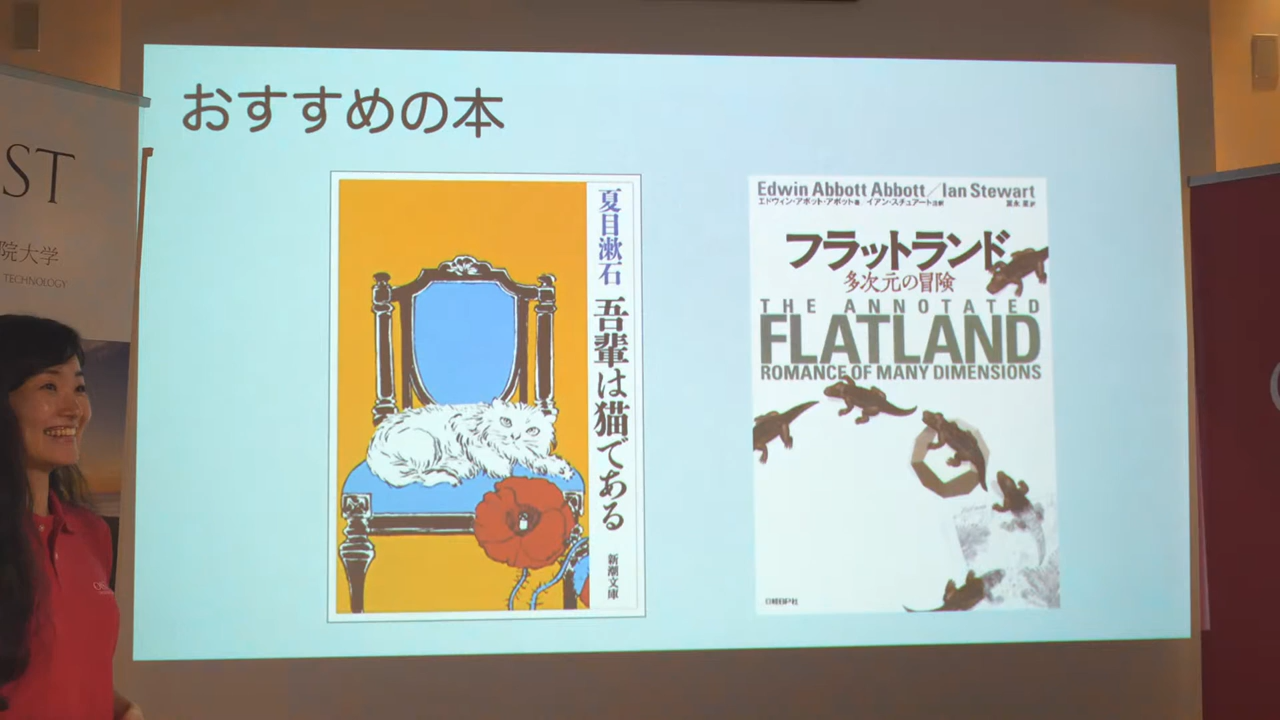 おすすめの本
ST
院大学
TECHNOLOGY
夏目漱石
吾輩は猫である
新潮文庫
Edwin Abbott Abbott/Ian Stewart
エドウィン・アボット・アボット著 イアン・スチュアート注釈
フラットランド
多次元の冒険
THE ANNOTATED
FLATLAND
ROMANCE OF MANY DIMENSIONS
日経BP社